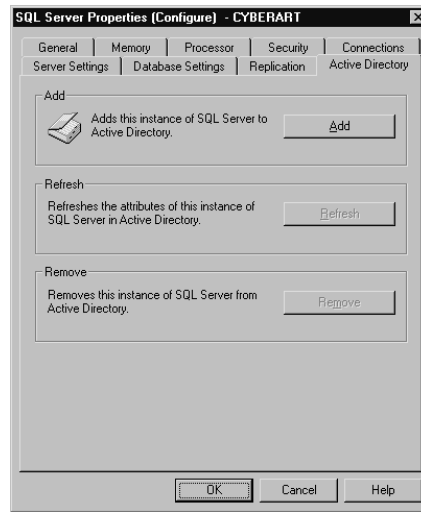 SQL Server Properties (Configure) - CYBERART
General Memory Processor Security Connections
Server Settings Database Settings Replication Active Directory
Add
Adds this instance of SQL Server to
Active Directory.
Add
Refresh
Refreshes the attributes of this instance of
SQL Server in Active Directory.
Refresh
Remove
Removes this instance of SQL Server from
Active Directory.
Remove
OK Cancel Help